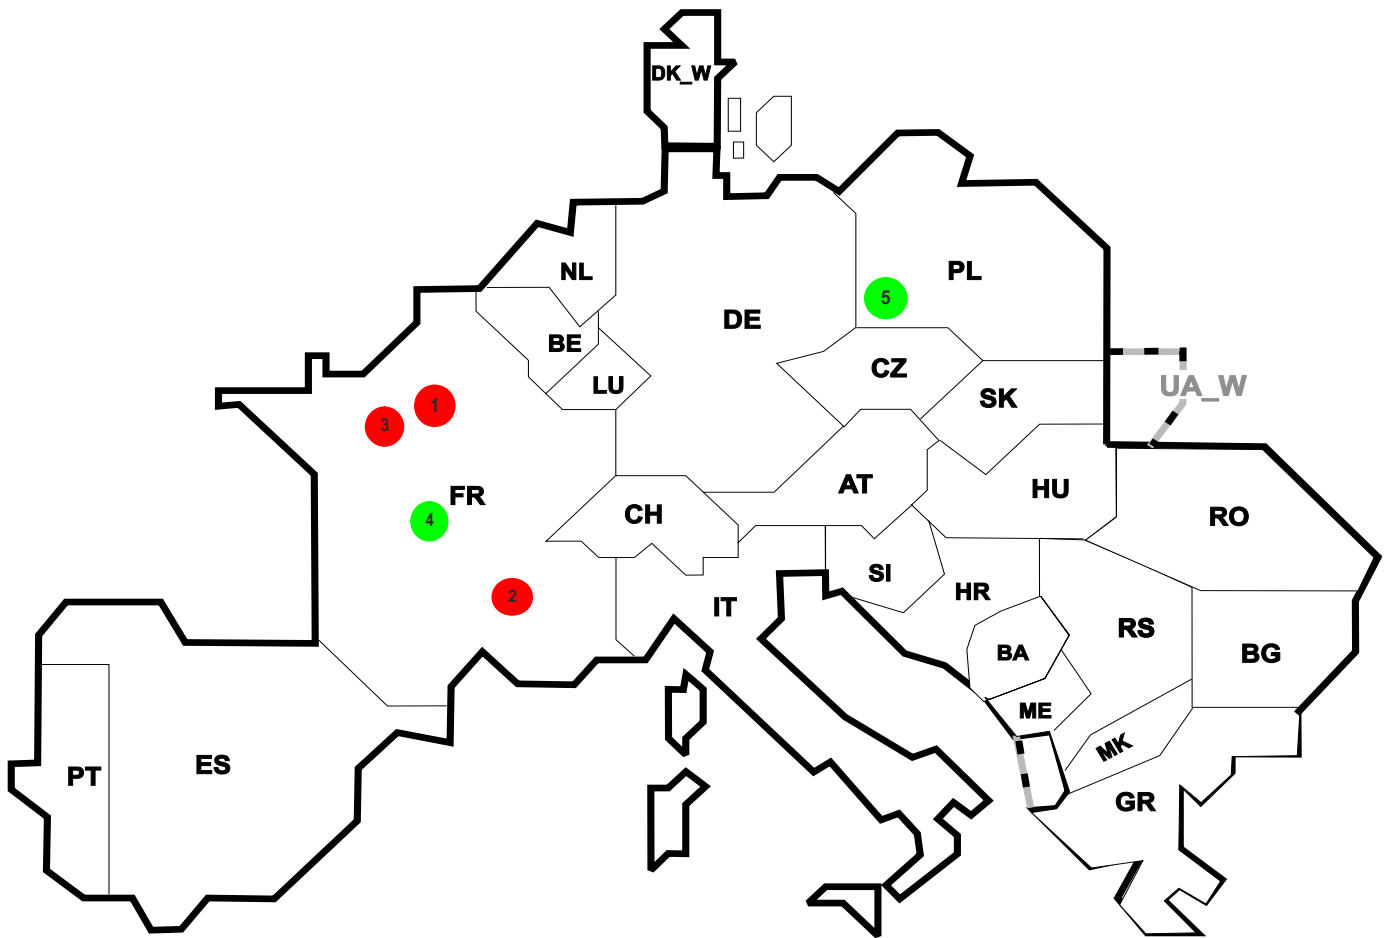 DK_W
NL
PL
5
DE
BE
CZ
LU
SK
UA_W
1
3
FR
4
CH
AT
HU
RO
SI
IT
HR
2
RS
BA
BG
ME
MK
PT
ES
GR